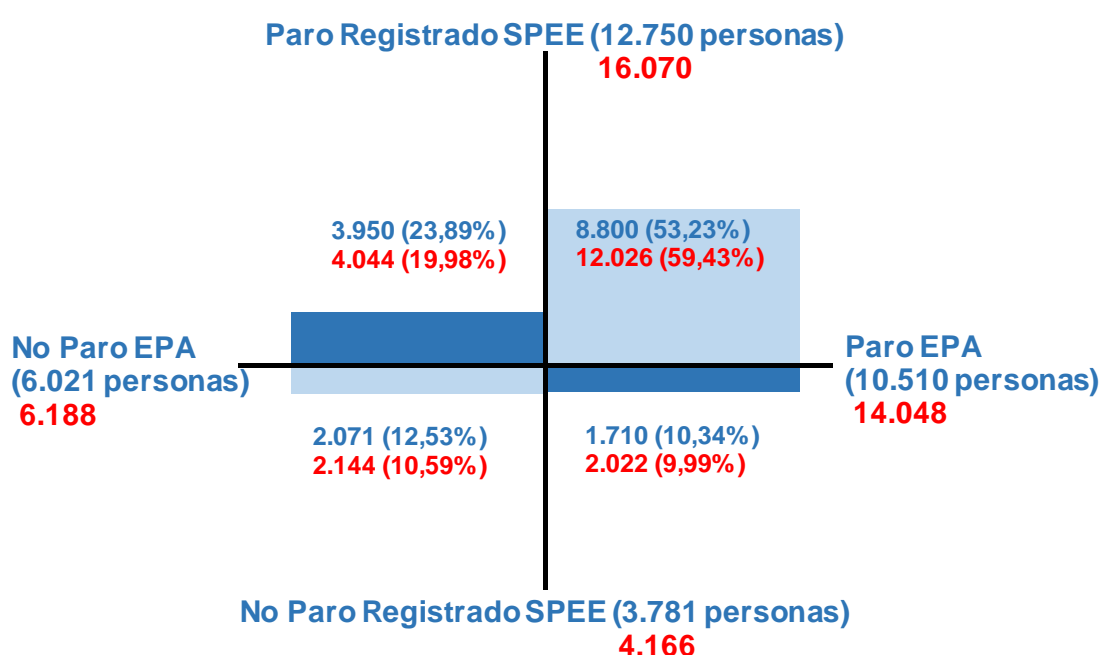 Paro Registrado SPEE (12.750 personas)
16.070
3.950 (23,89%)
4.044 (19,98%)
8.800 (53,23%)
12.026 (59,43%)
No Paro EPA
(6.021 personas)
6.188
Paro EPA
(10.510 personas)
14.048
2.071 (12,53%)
2.144 (10,59%)
1.710 (10,34%)
2.022 (9,99%)
No Paro Registrado SPEE (3.781 personas)
4.166